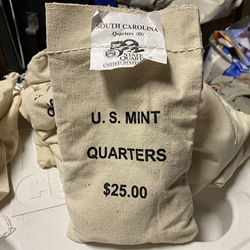 SOUTH CAROLINA
Quarters (D)
50
STATE
QUARTERS
UNITED STATES
U.S. MINT
QUARTERS
$25.00